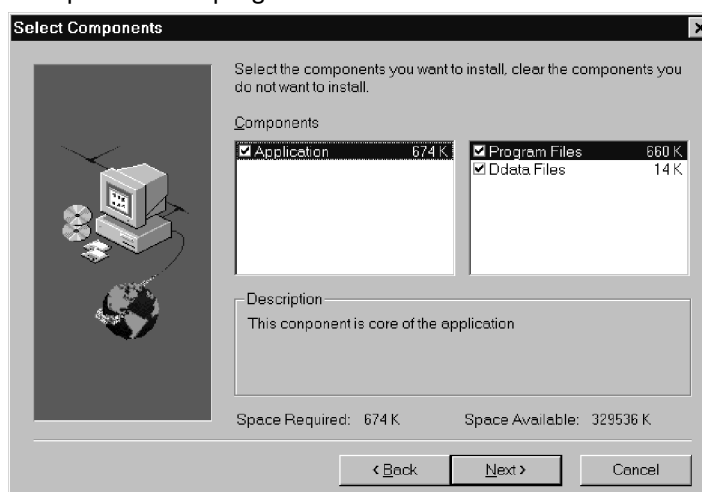 Select Components
Select the components you want to install, clear the components you
do not want to install.
Components
Application 674 K
Program Files 660 K
Ddata Files 14 K
Description
This conponent is core of the application
Space Required: 674 K Space Available: 329536 K
< Back Next > Cancel